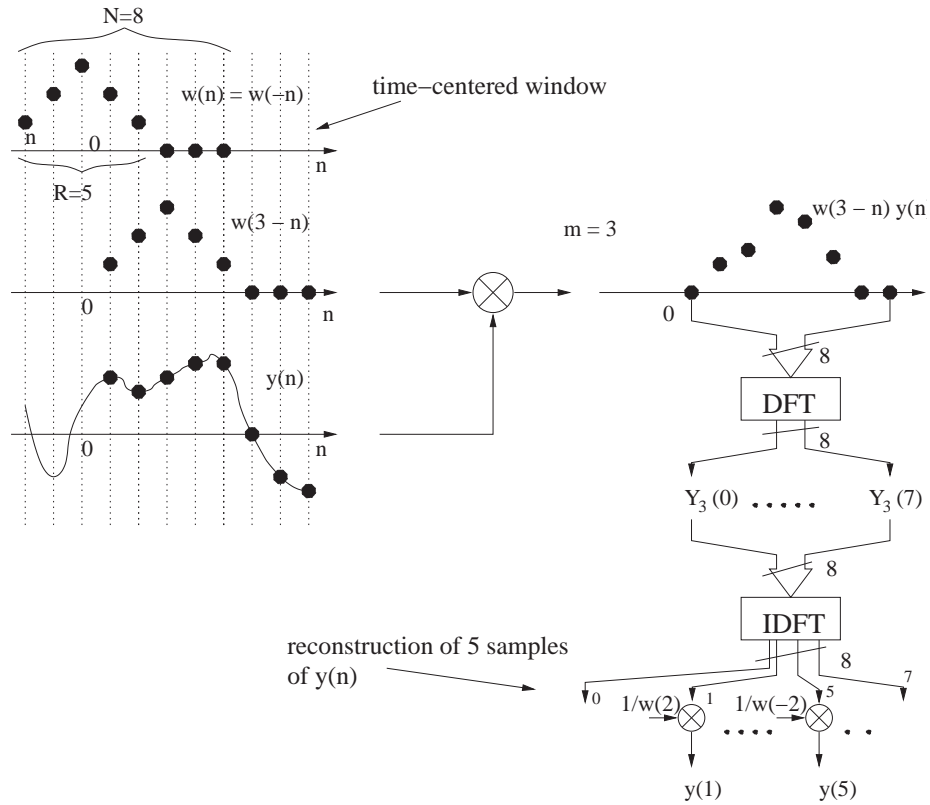 N=8
w(n) = w(-n)
time-centered window
n
0
n
R=5
w(3 - n)
m = 3
w(3 - n) y(n
0
n
0
8
y(n)
DFT
0
n
8
Y3 (0) ..... Y3 (7)
8
IDFT
reconstruction of 5 samples
of y(n)
8
7
0
1
5
1/w(2)
1/w(-2)
.... ..
y(1)
y(5)